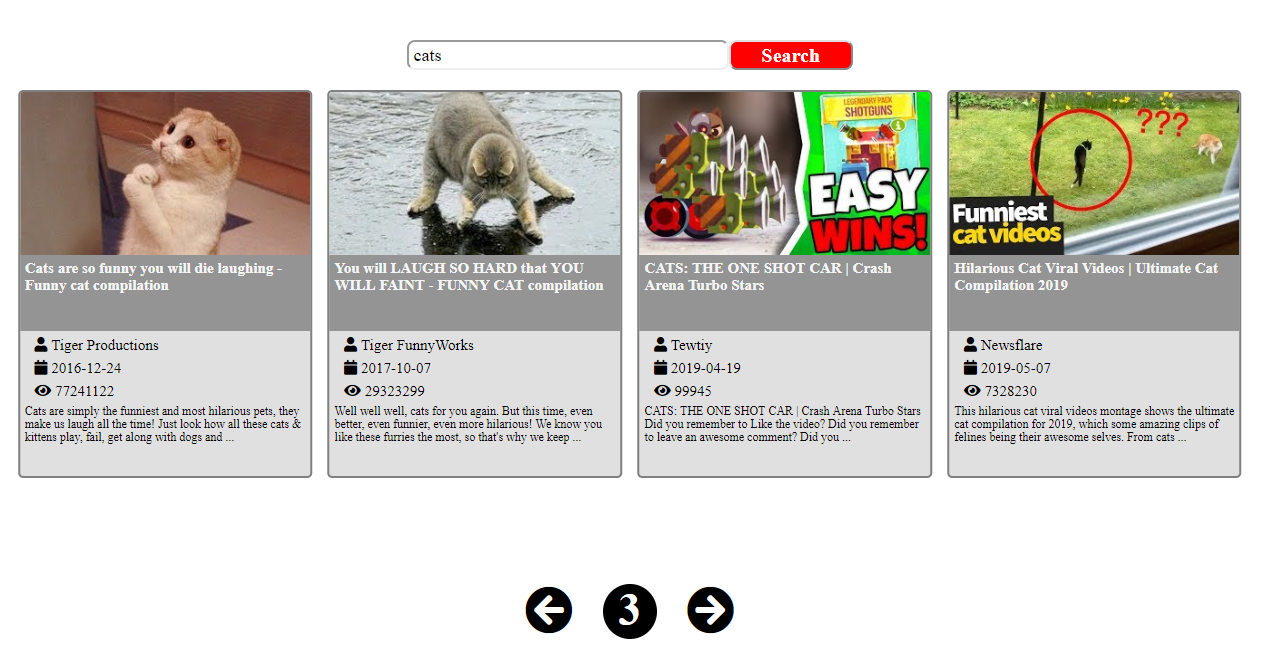 cats
Search
LEGENDARY PACK
SHOTGUNS
EASY
WINS!
???
Funniest
cat videos
Cats are so funny you will die laughing -
Funny cat compilation
Tiger Productions
2016-12-24
77241122
Cats are simply the funniest and most hilarious pets, they
make us laugh all the time! Just look how all these cats &
kittens play, fail, get along with dogs and ...
You will LAUGH SO HARD that YOU
WILL FAINT - FUNNY CAT compilation
Tiger FunnyWorks
2017-10-07
29323299
Well well well, cats for you again. But this time, even
better, even funnier, even more hilarious! We know you
like these furries the most, so that's why we keep ...
CATS: THE ONE SHOT CAR | Crash
Arena Turbo Stars
Tewtiy
2019-04-19
99945
CATS: THE ONE SHOT CAR | Crash Arena Turbo Stars
Did you remember to Like the video? Did you remember
to leave an awesome comment? Did you ...
Hilarious Cat Viral Videos | Ultimate Cat
Compilation 2019
Newsflare
2019-05-07
7328230
This hilarious cat viral videos montage shows the ultimate
cat compilation for 2019, which some amazing clips of
felines being their awesome selves. From cats ...
3